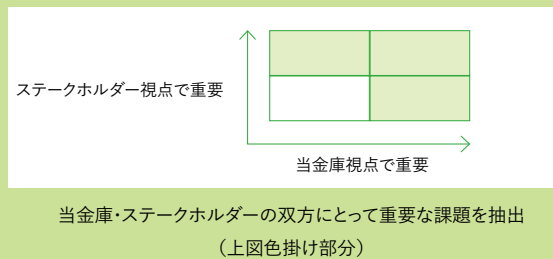 ステークホルダー視点で重要
当金庫視点で重要
当金庫・ステークホルダーの双方にとって重要な課題を抽出
（上図色掛け部分）